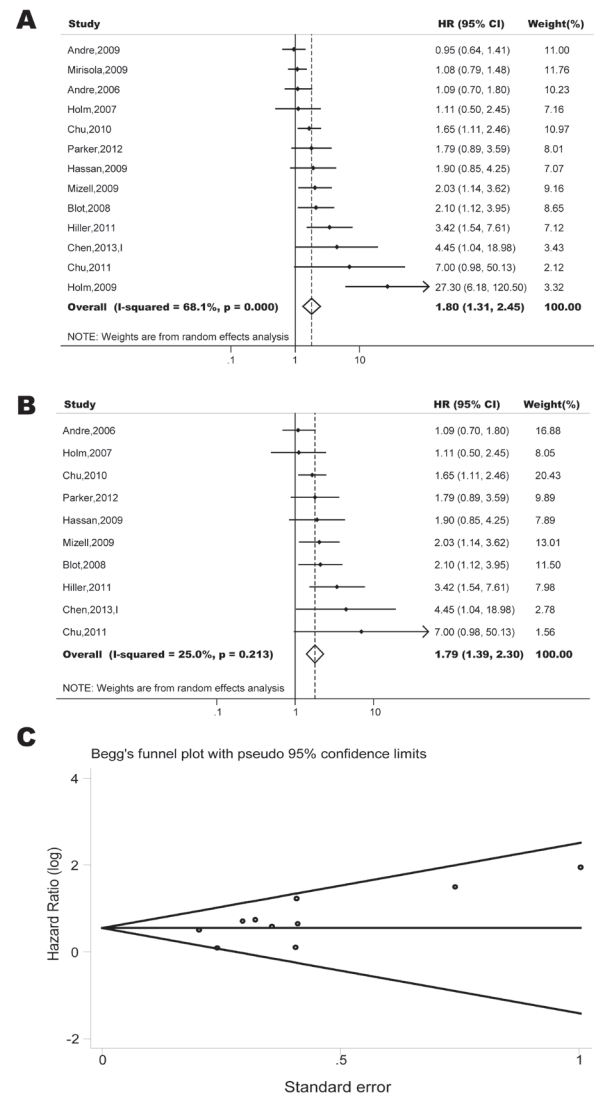 A
Study HR (95% CI) Weight(%)
Andre,2009 0.95 (0.64, 1.41) 11.00
Mirisola,2009 1.08 (0.79, 1.48) 11.76
Andre,2006 1.09 (0.70, 1.80) 10.23
Holm,2007 1.11 (0.50, 2.45) 7.16
Chu,2010 1.65 (1.11, 2.46) 10.97
Parker,2012 1.79 (0.89, 3.59) 8.01
Hassan,2009 1.90 (0.85, 4.25) 7.07
Mizell,2009 2.03 (1.14, 3.62) 9.16
Blot,2008 2.10 (1.12, 3.95) 8.65
Hiller,2011 3.42 (1.54, 7.61) 7.12
Chen,2013,I 4.45 (1.04, 18.98) 3.43
Chu,2011 7.00 (0.98, 50.13) 2.12
Holm,2009 27.30 (6.18, 120.50) 3.32
Overall (I-squared = 68.1%, p = 0.000) 1.80 (1.31, 2.45) 100.00
NOTE: Weights are from random effects analysis
.1 1 10
B
Study HR (95% CI) Weight(%)
Andre,2006 1.09 (0.70, 1.80) 16.88
Holm,2007 1.11 (0.50, 2.45) 8.05
Chu,2010 1.65 (1.11, 2.46) 20.43
Parker,2012 1.79 (0.89, 3.59) 9.89
Hassan,2009 1.90 (0.85, 4.25) 7.89
Mizell,2009 2.03 (1.14, 3.62) 13.01
Blot,2008 2.10 (1.12, 3.95) 11.50
Hiller,2011 3.42 (1.54, 7.61) 7.98
Chen,2013,I 4.45 (1.04, 18.98) 2.78
Chu,2011 7.00 (0.98, 50.13) 1.56
Overall (I-squared = 25.0%, p = 0.213) 1.79 (1.39, 2.30) 100.00
NOTE: Weights are from random effects analysis
.1 1 10
C
Begg's funnel plot with pseudo 95% confidence limits
Hazard Ratio (log)
4
2
0
-2
0 .5 1
Standard error